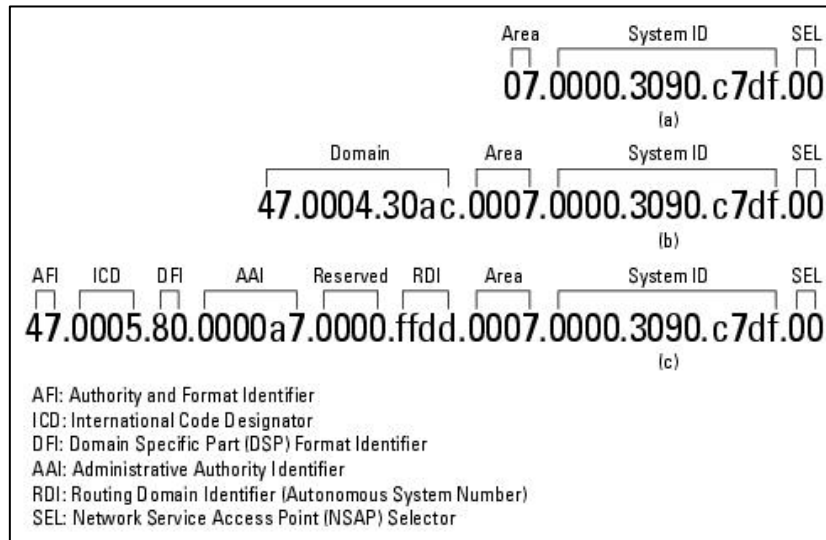 Area System ID SEL
07.0000.3090.c7df.00
(a)
Domain Area System ID SEL
47.0004.30ac.0007.0000.3090.c7df.00
(b)
AFI ICD DFI AAI Reserved RDI Area System ID SEL
47.0005.80.0000a7.0000.ffdd.0007.0000.3090.c7df.00
(c)
AFI: Authority and Format Identifier
ICD: International Code Designator
DFI: Domain Specific Part (DSP) Format Identifier
AAI: Administrative Authority Identifier
RDI: Routing Domain Identifier (Autonomous System Number)
SEL: Network Service Access Point (NSAP) Selector